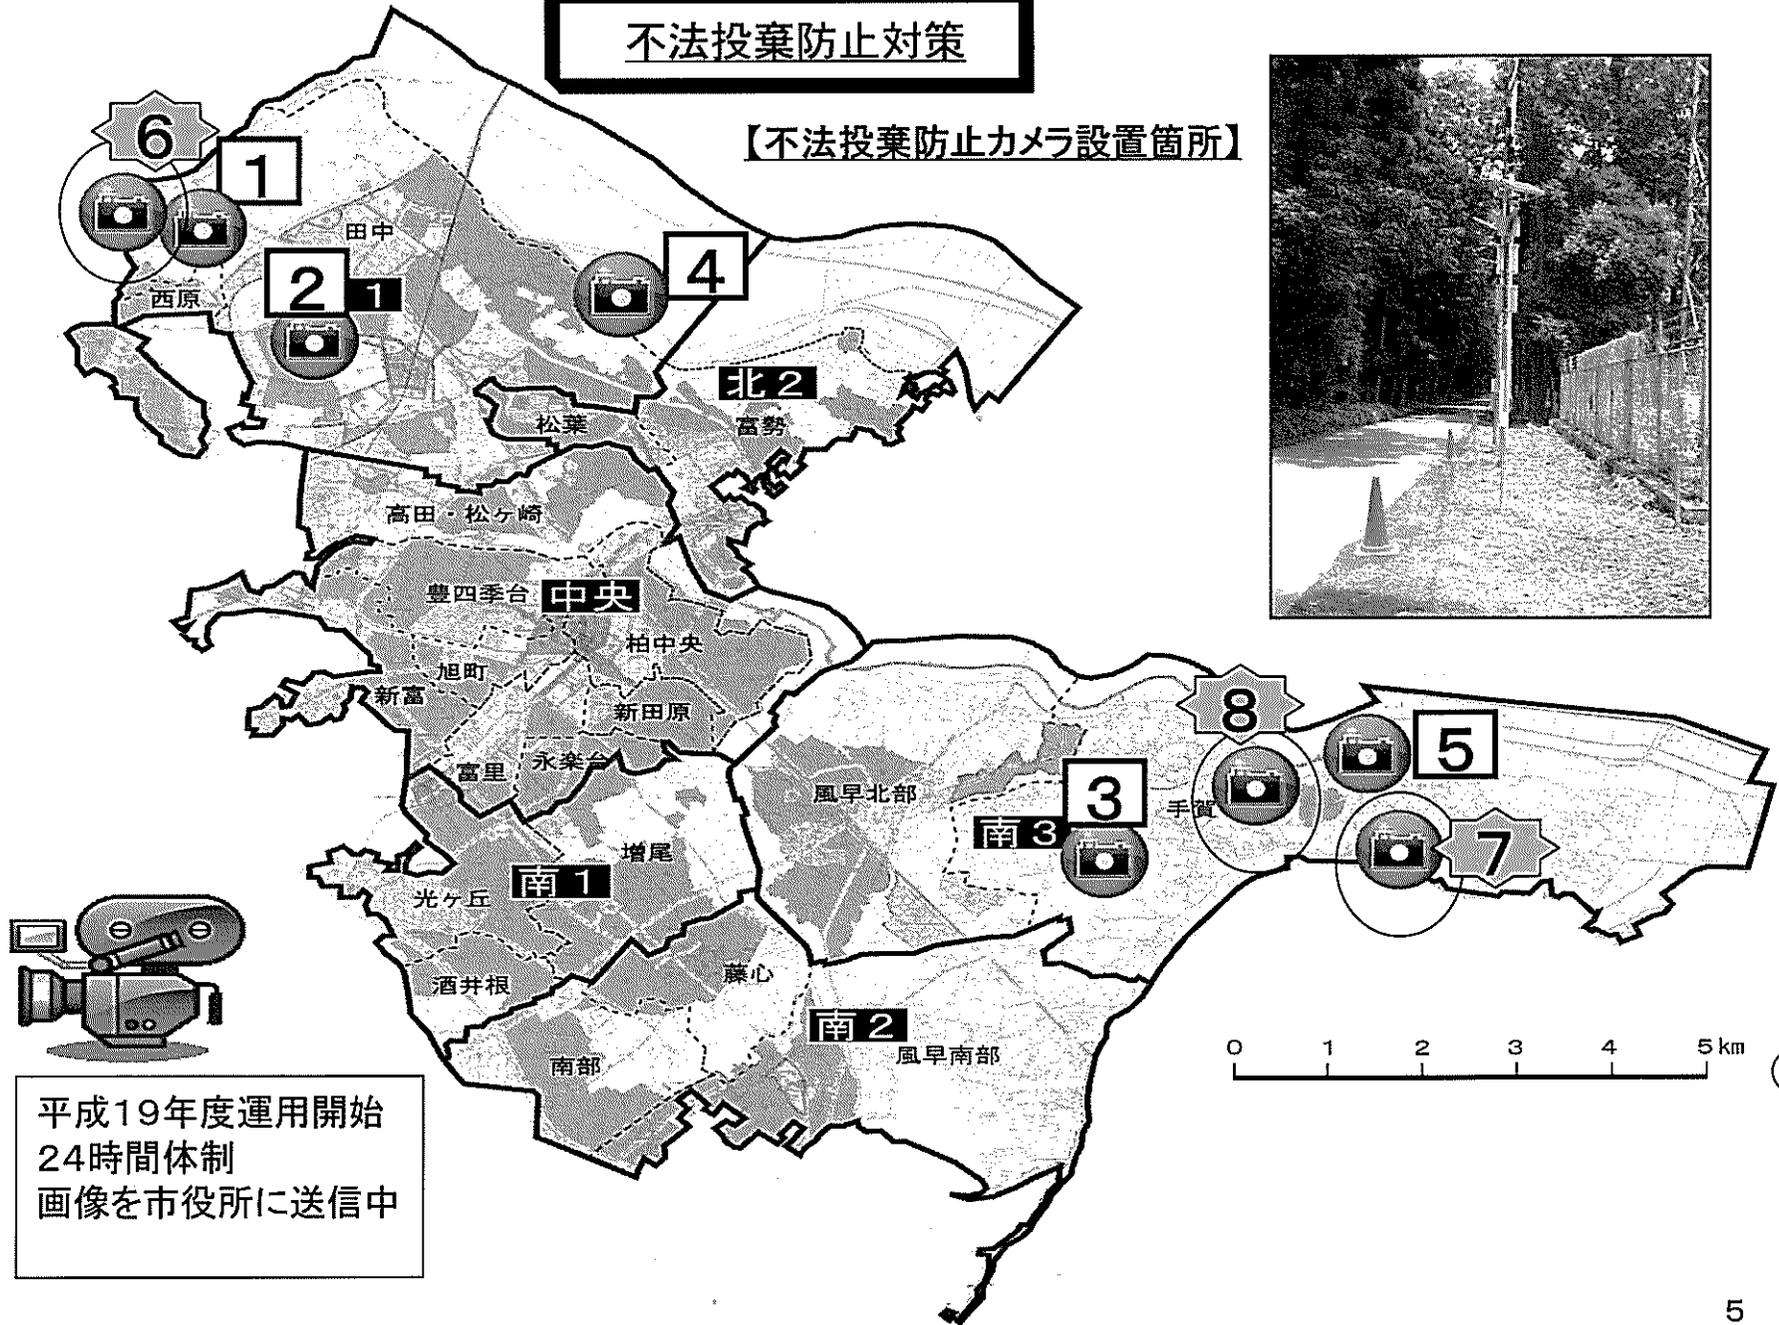 不法投棄防止対策
【不法投棄防止カメラ設置箇所】
6
1
田中
4
2
1
西原
北2
松葉
富勢
高田・松ヶ崎
豊四季台
中央
柏中央
旭町
新富
新田原
8
5
永楽台
富里
風早北部
3
手賀
南3
7
増尾
南1
光ヶ丘
藤心
酒井根
南2
風早南部
南部
0 1 2 3 4 5km
平成19年度運用開始
24時間体制
画像を市役所に送信中
5